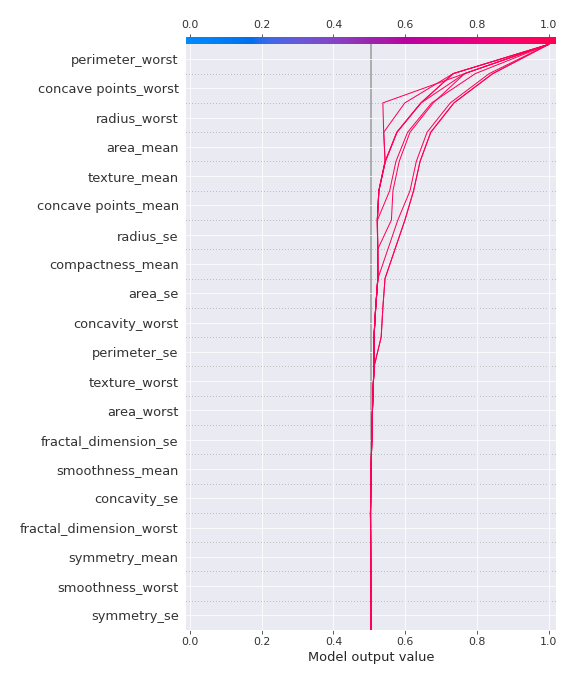 0.0 0.2 0.4 0.6 0.8 1.0
perimeter_worst
concave points_worst
radius_worst
area_mean
texture_mean
concave points_mean
radius_se
compactness_mean
area_se
concavity_worst
perimeter_se
texture_worst
area_worst
fractal_dimension_se
smoothness_mean
concavity_se
fractal_dimension_worst
symmetry_mean
smoothness_worst
symmetry_se
0.0 0.2 0.4 0.6 0.8 1.0
Model output value